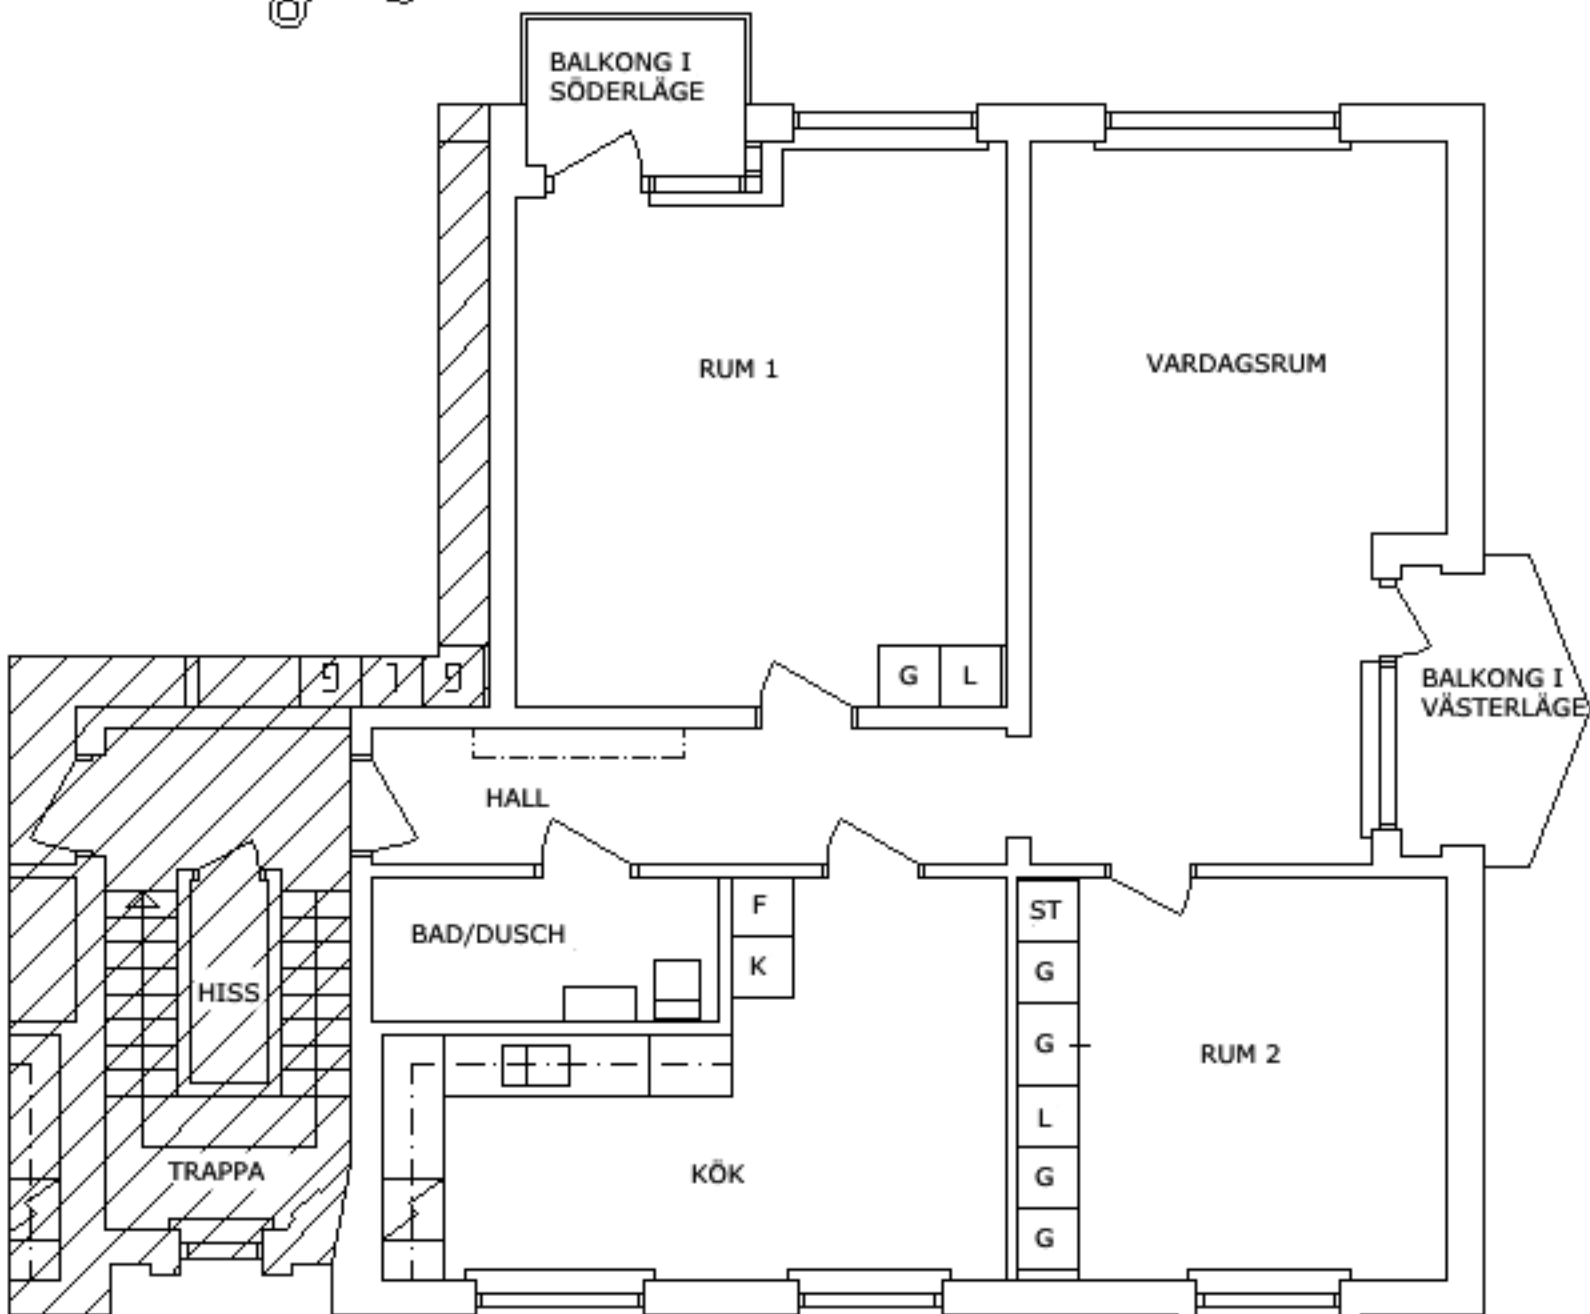 BALKONG I
SÖDERLÄGE
RUM 1
VARDAGSRUM
G
L
G
L
G
BALKONG I
VÄSTERLÄGE
HALL
BAD/DUSCH
F
K
ST
G
G
L
G
G
HISS
RUM 2
TRAPPA
KÖK